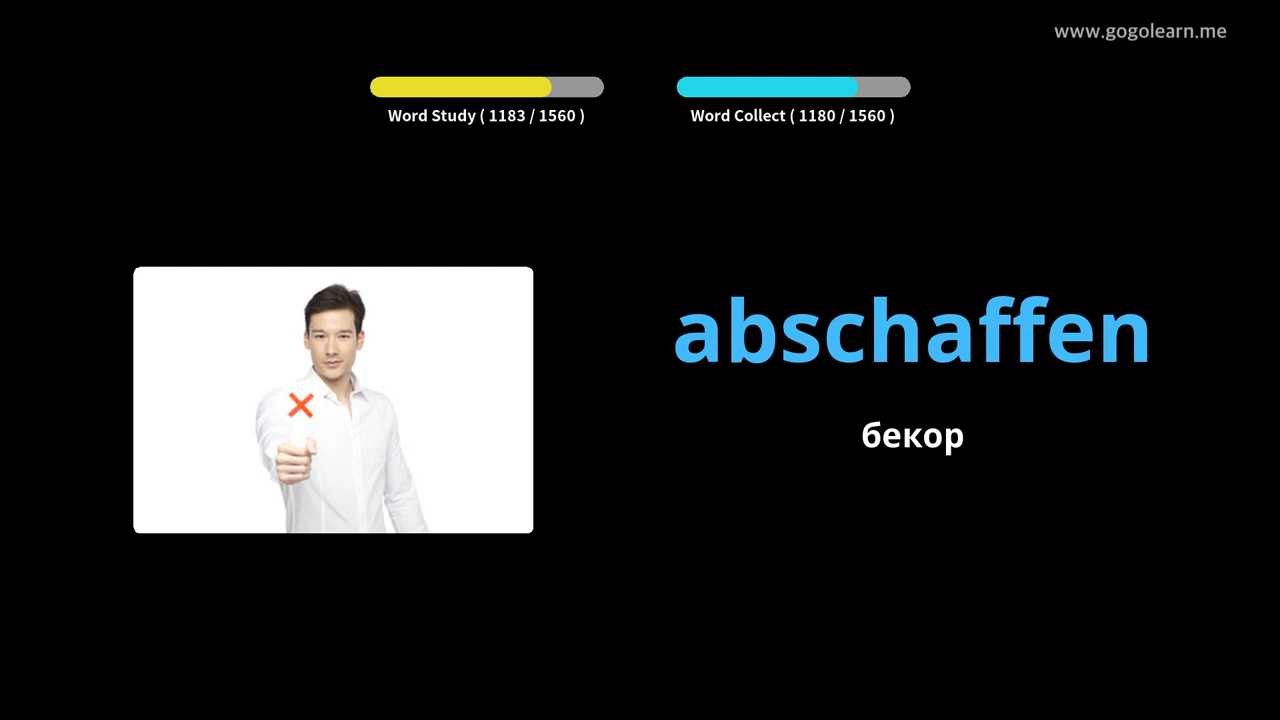 www.gogolearn.me
Word Study ( 1183 / 1560 )
Word Collect ( 1180 / 1560 )
abschaffen
бекор